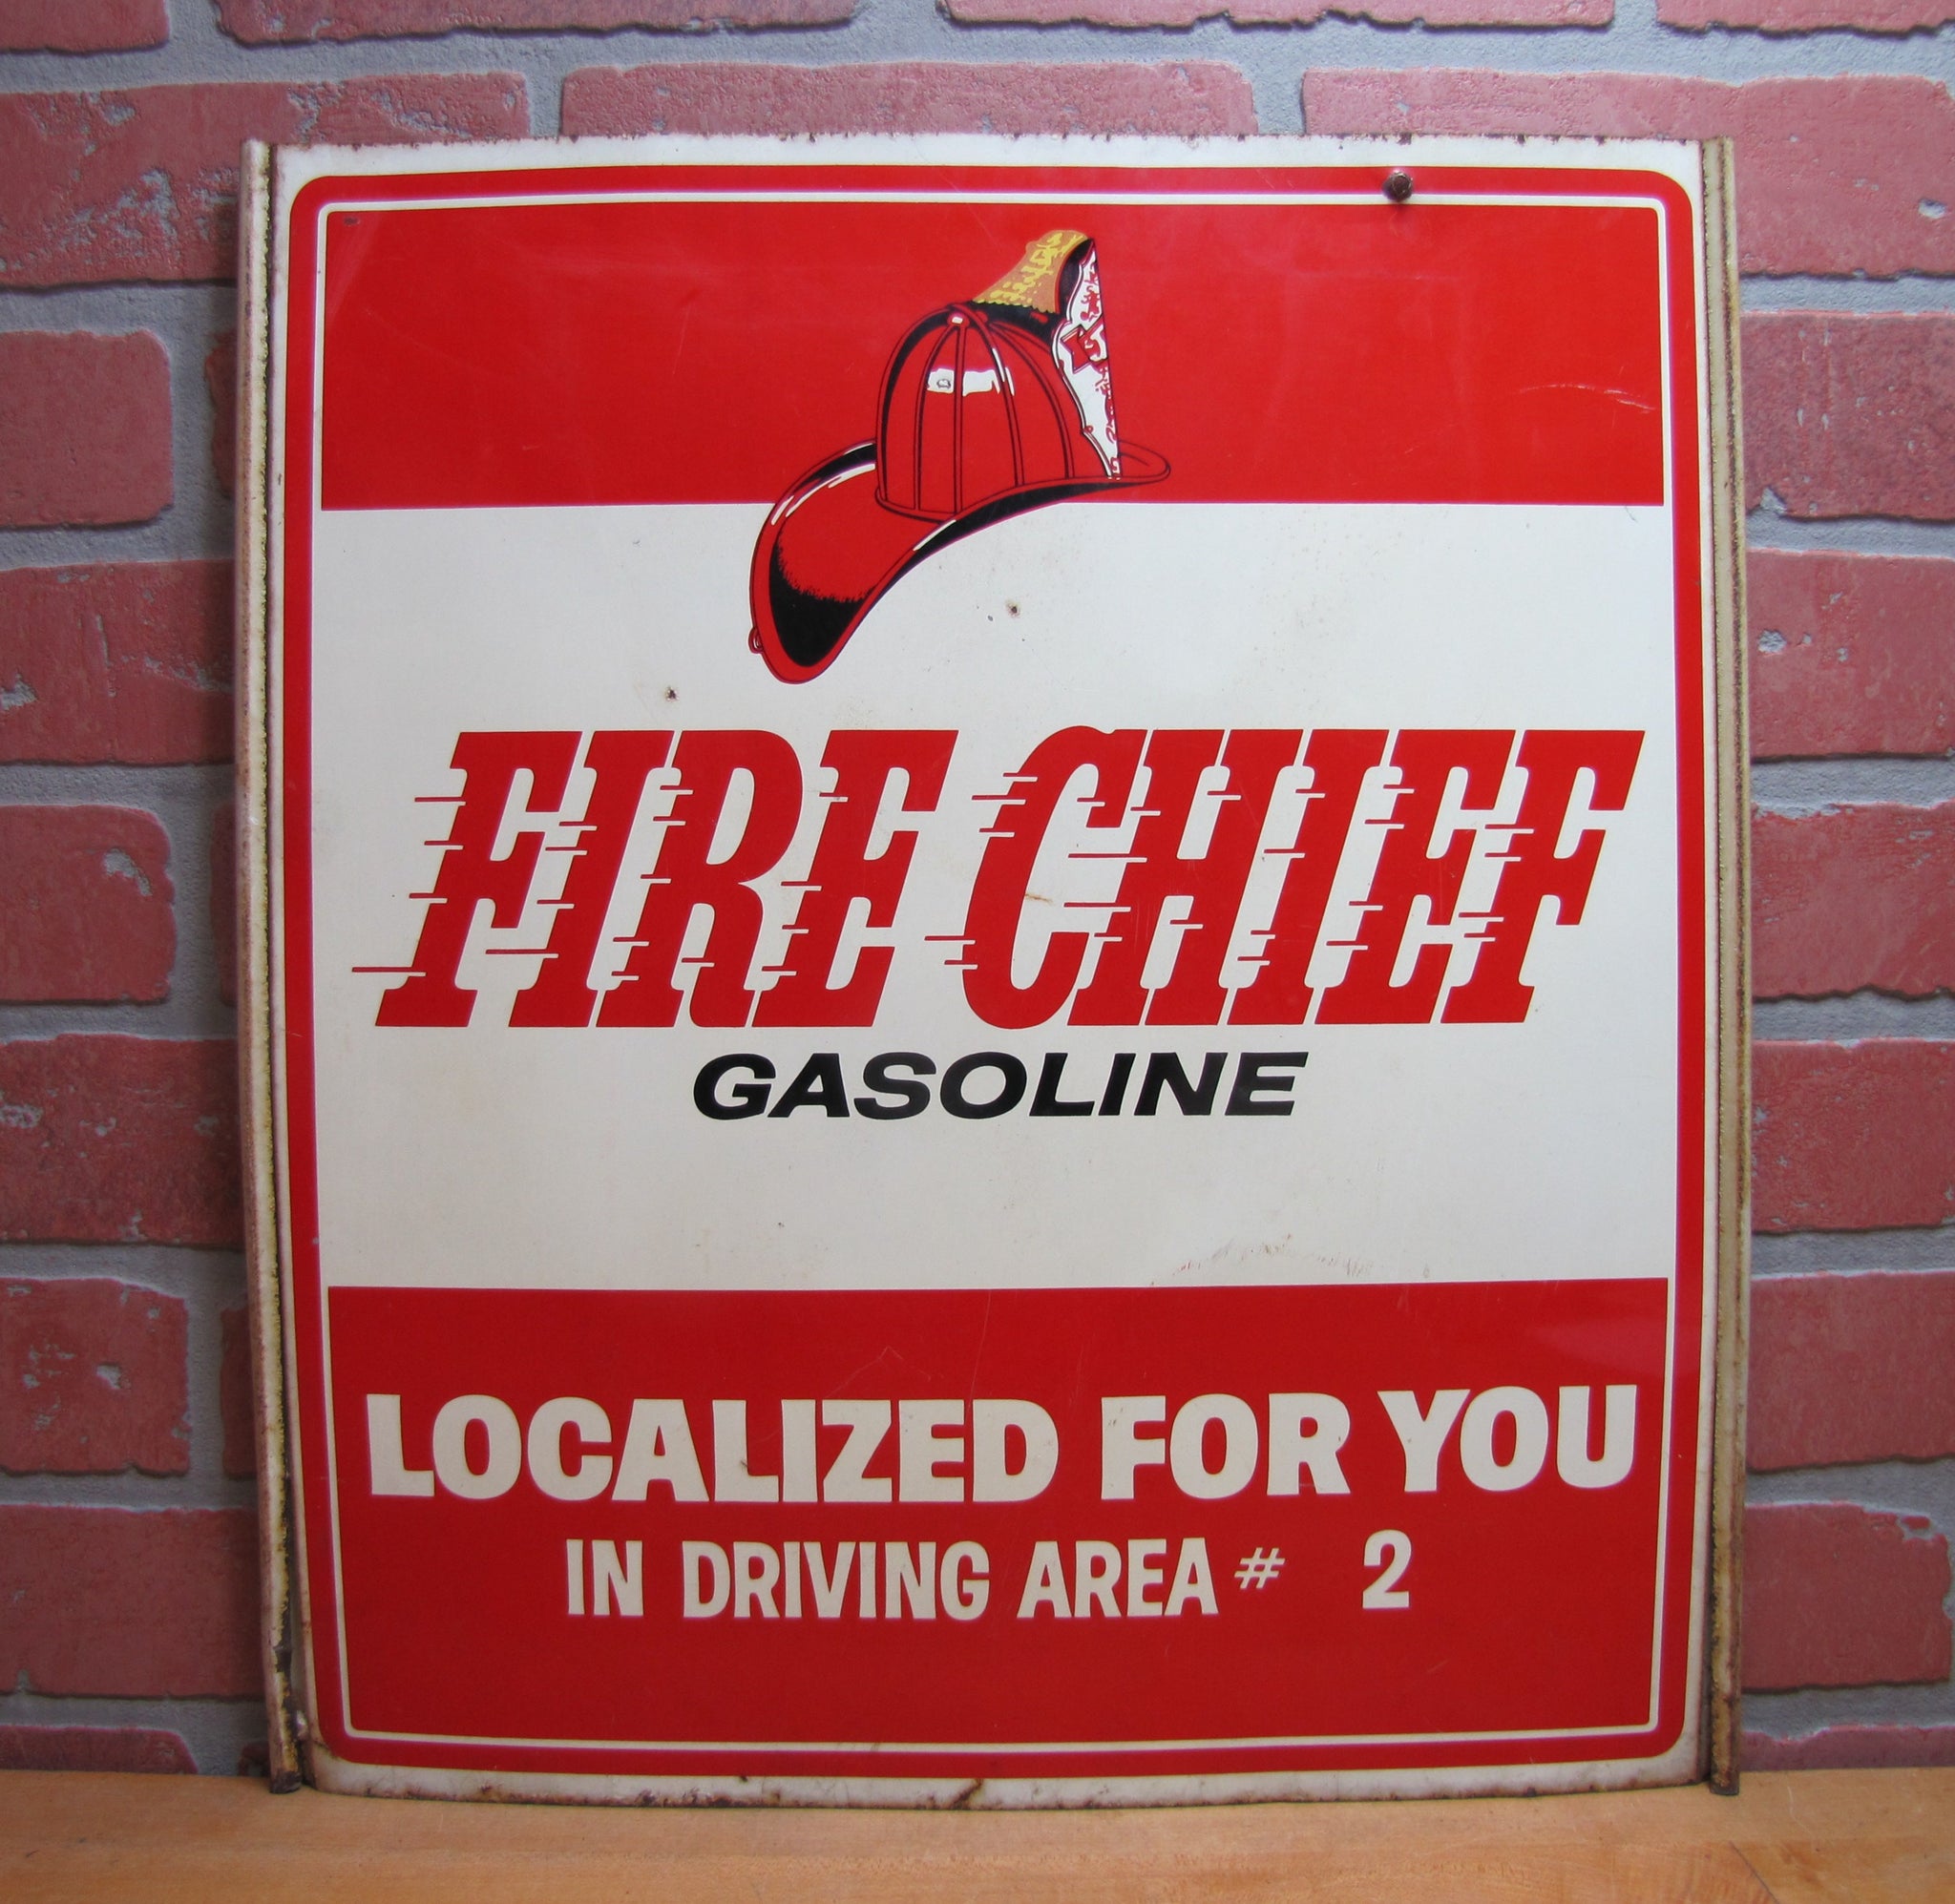 FIRE CHIEF
GASOLINE
LOCALIZED FOR YOU
IN DRIVING AREA # 2